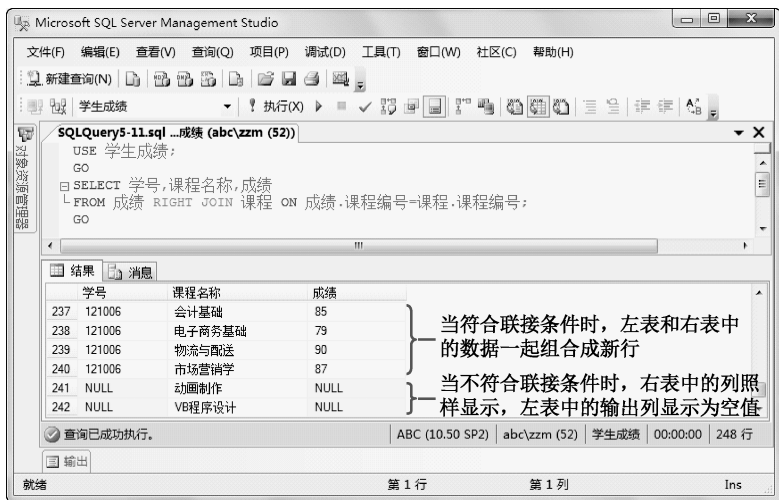 Microsoft SQL Server Management Studio
文件(F) 编辑(E) 查看(V) 查询(Q) 项目(P) 调试(D) 工具(T) 窗口(W) 社区(C) 帮助(H)
新建查询(N)
学生成绩 执行(X)
对象资源管理器
SQLQuery5-11.sql ...成绩 (abc\zzm (52))
USE 学生成绩;
GO
SELECT 学号,课程名称,成绩
FROM 成绩 RIGHT JOIN 课程 ON 成绩.课程编号=课程.课程编号;
GO
结果 消息
学号 课程名称 成绩
237 121006 会计基础 85
238 121006 电子商务基础 79
239 121006 物流与配送 90
240 121006 市场营销学 87
241 NULL 动画制作 NULL
242 NULL VB程序设计 NULL
当符合联接条件时，左表和右表中
的数据一起组合成新行
当不符合联接条件时，右表中的列照
样显示，左表中的输出列显示为空值
查询已成功执行。 ABC (10.50 SP2) abc\zzm (52) 学生成绩 00:00:00 248 行
输出
就绪 第 1 行 第 1 列 Ins